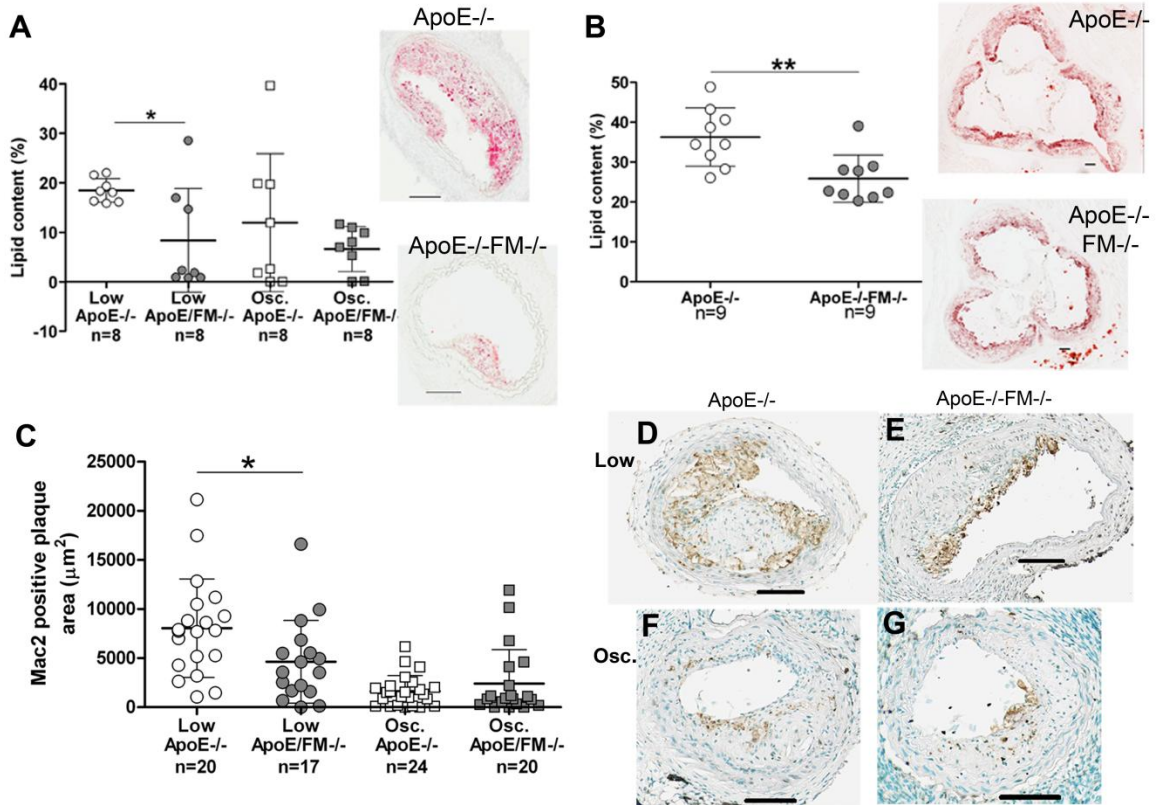 A
ApoE-/-
Lipid content (%)
40
30
20
10
0
-10
*
Low
ApoE-/-
n=8
Low
ApoE/FM-/-
n=8
Osc.
ApoE-/-
n=8
Osc.
ApoE/FM-/-
n=8
ApoE-/-FM-/-
B
ApoE-/-
Lipid content (%)
50
40
30
20
10
0
**
ApoE-/-
n=9
ApoE-/-FM-/-
n=9
ApoE-/-
FM-/-
C
Mac2 positive plaque
area (μm²)
25000
20000
15000
10000
5000
0
*
Low
ApoE-/-
n=20
Low
ApoE/FM-/-
n=17
Osc.
ApoE-/-
n=24
Osc.
ApoE/FM-/-
n=20
ApoE-/-
ApoE-/-FM-/-
Low
D
E
Osc.
F
G